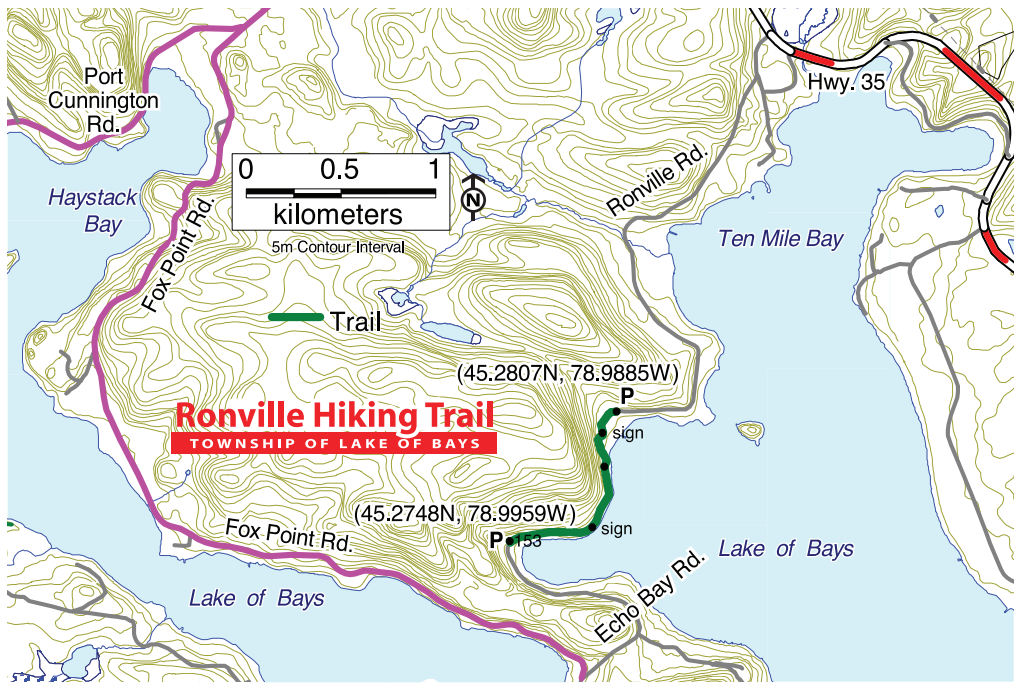 Port
Cunnington
Rd.
Hwy. 35
0 0.5 1
kilometers
N
5m Contour Interval
Haystack
Bay
Fox Point Rd.
Ronville Rd.
Ten Mile Bay
Trail
(45.2807N, 78.9885W)
P
Ronville Hiking Trail
TOWNSHIP OF LAKE OF BAYS
sign
(45.2748N, 78.9959W)
sign
P 153
Fox Point Rd.
Lake of Bays
Echo Bay Rd.
Lake of Bays